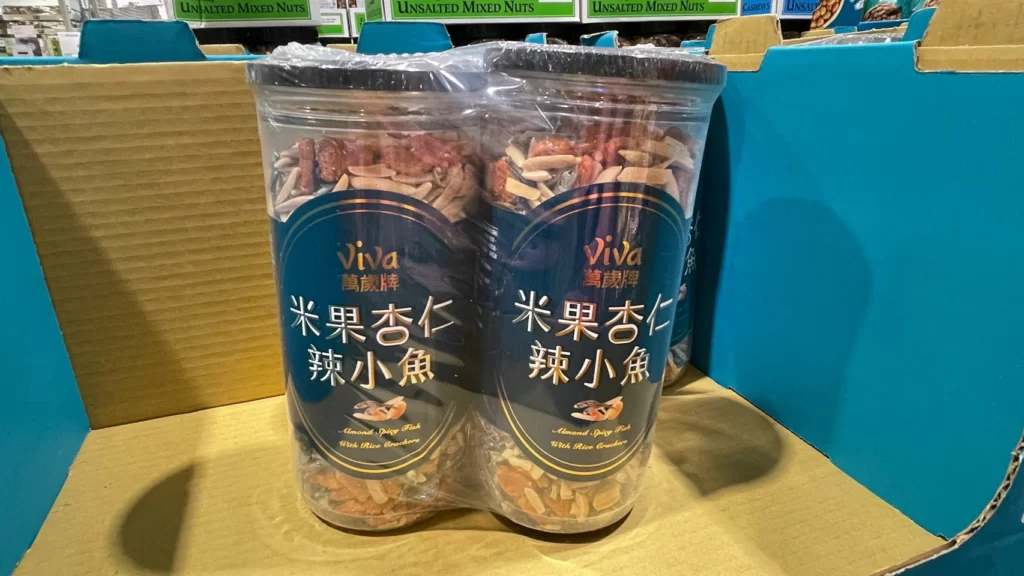 UNSALTED MIXED NUTS
UNSALTED MIXED NUTS
UNSALTED MIXED NUTS
CASHEWS
Viva
萬歲牌
米果杏仁
辣小魚
Almond Spicy Fish
With Rice Crackers
Viva
萬歲牌
米果杏仁
辣小魚
Almond Spicy Fish
With Rice Crackers
魚